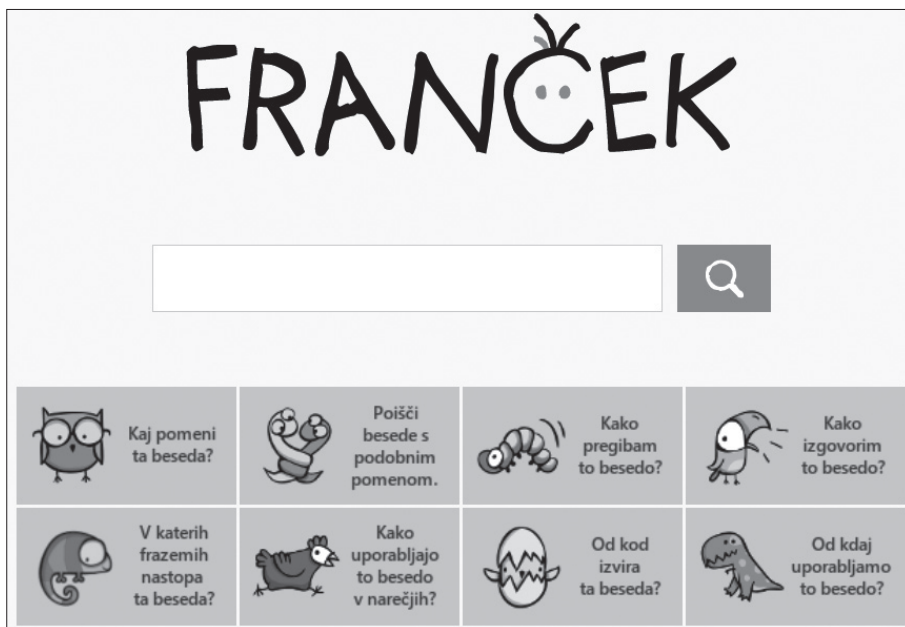 FRANČEK
Kaj pomeni
ta beseda?
Poišči
besede s
podobnim
pomenom.
Kako
pregibam
to besedo?
Kako
izgovorim
to besedo?
V katerih
frazemih
nastopa
ta beseda?
Kako
uporabljajo
to besedo
v narečjih?
Od kod
izvira
ta beseda?
Od kdaj
uporabljamo
to besedo?